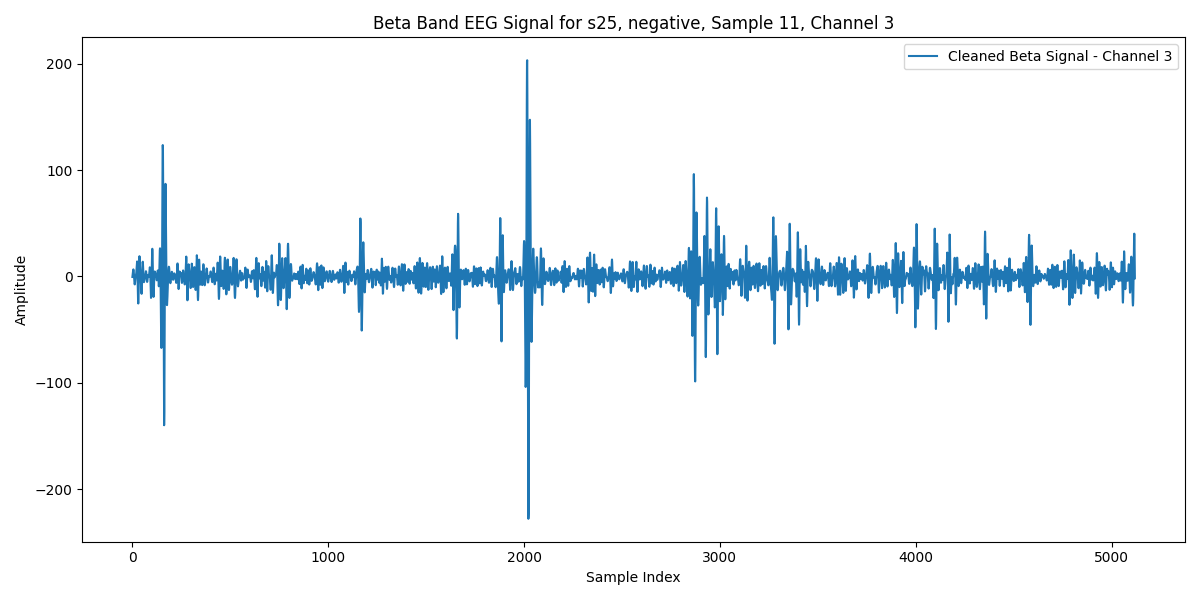 Beta Band EEG Signal for s25, negative, Sample 11, Channel 3
Cleaned Beta Signal - Channel 3
Amplitude
200
100
0
−100
−200
0 1000 2000 3000 4000 5000
Sample Index